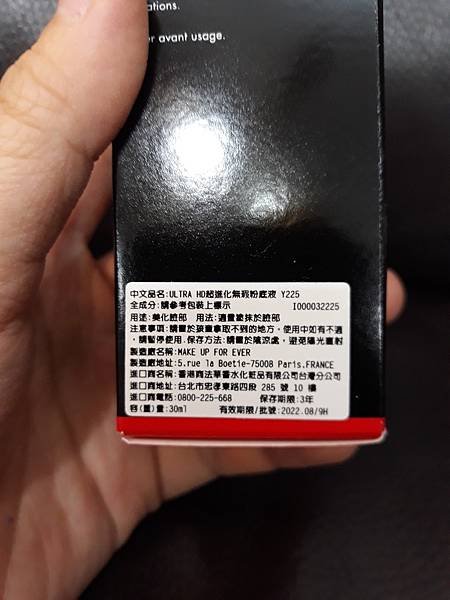 ations.
r avant usage.
中文品名:ULTRA HD超進化無瑕粉底液 Y225
全成分:請參考包裝上標示 I000032225
用途:美化臉部 用法:適量塗抹於臉部
注意事項:請置於孩童拿取不到的地方，使用中如有不適
，請暫停使用.保存方法:請置於陰涼處，避免陽光直射
製造廠名稱:MAKE UP FOR EVER
製造廠地址:5.rue la Boetie-75008 Paris.FRANCE
進口商名稱:香港商法華香水化粧品有限公司台灣分公司
進口商地址:台北市忠孝東路四段 285 號 10 樓
進口商電話:0800-225-668 保存期限:3年
容(重)量:30ml 有效期限/批號:2022.08/9H